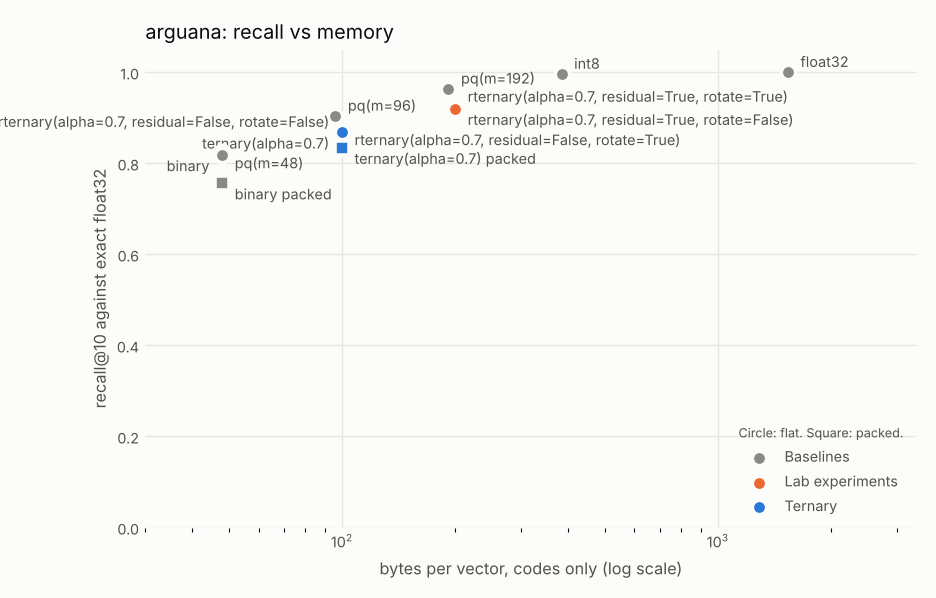 arguana: recall vs memory
float32
int8
1.0
pq(m=192)
rternary(alpha=0.7, residual=True, rotate=True)
pq(m=96)
rternary(alpha=0.7, residual=False, rotate=False)
rternary(alpha=0.7, residual=True, rotate=False)
ternary(alpha=0.7)
rternary(alpha=0.7, residual=False, rotate=True)
ternary(alpha=0.7) packed
0.8
binary
pq(m=48)
binary packed
recall@10 against exact float32
0.6
0.4
0.2
0.0
Circle: flat. Square: packed.
Baselines
Lab experiments
Ternary
10²
10³
bytes per vector, codes only (log scale)